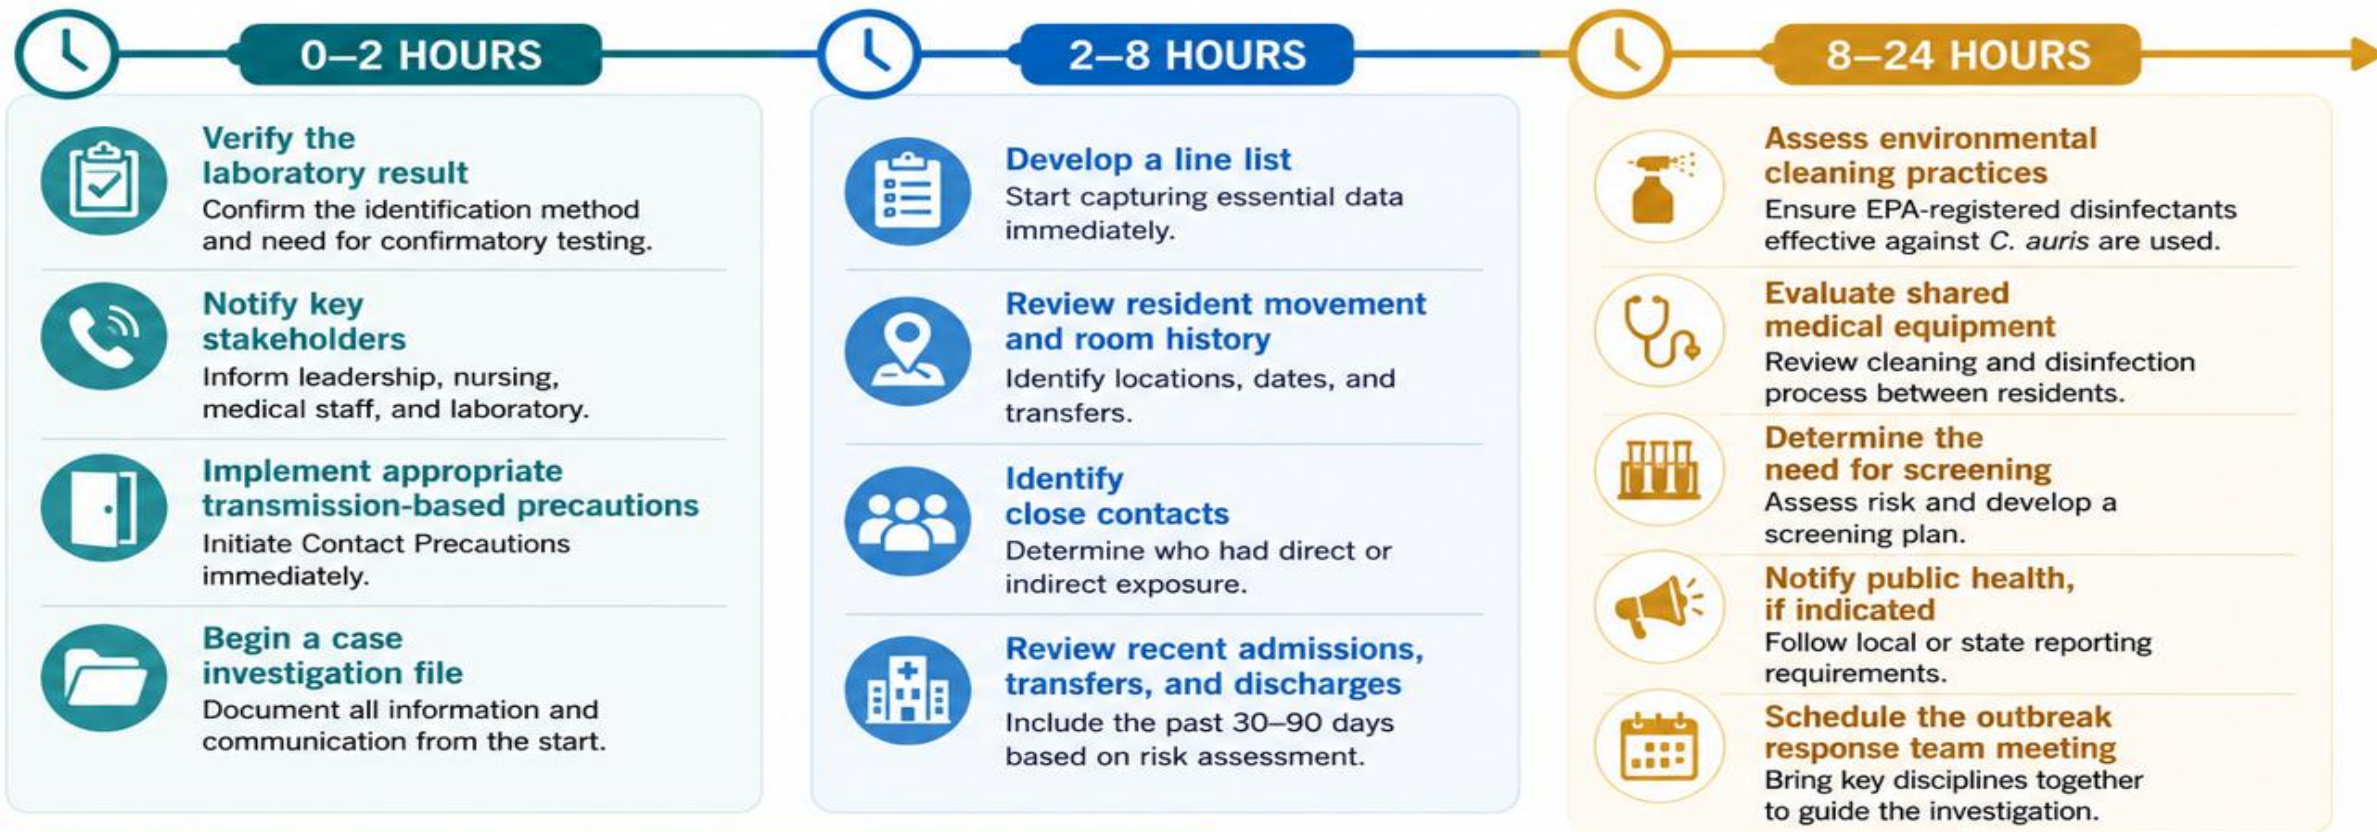 0–2 HOURS
Verify the
laboratory result
Confirm the identification method
and need for confirmatory testing.
Notify key
stakeholders
Inform leadership, nursing,
medical staff, and laboratory.
Implement appropriate
transmission-based precautions
Initiate Contact Precautions
immediately.
Begin a case
investigation file
Document all information and
communication from the start.
2–8 HOURS
Develop a line list
Start capturing essential data
immediately.
Review resident movement
and room history
Identify locations, dates, and
transfers.
Identify
close contacts
Determine who had direct or
indirect exposure.
Review recent admissions,
transfers, and discharges
Include the past 30–90 days
based on risk assessment.
8–24 HOURS
Assess environmental
cleaning practices
Ensure EPA-registered disinfectants
effective against C. auris are used.
Evaluate shared
medical equipment
Review cleaning and disinfection
process between residents.
Determine the
need for screening
Assess risk and develop a
screening plan.
Notify public health,
if indicated
Follow local or state reporting
requirements.
Schedule the outbreak
response team meeting
Bring key disciplines together
to guide the investigation.